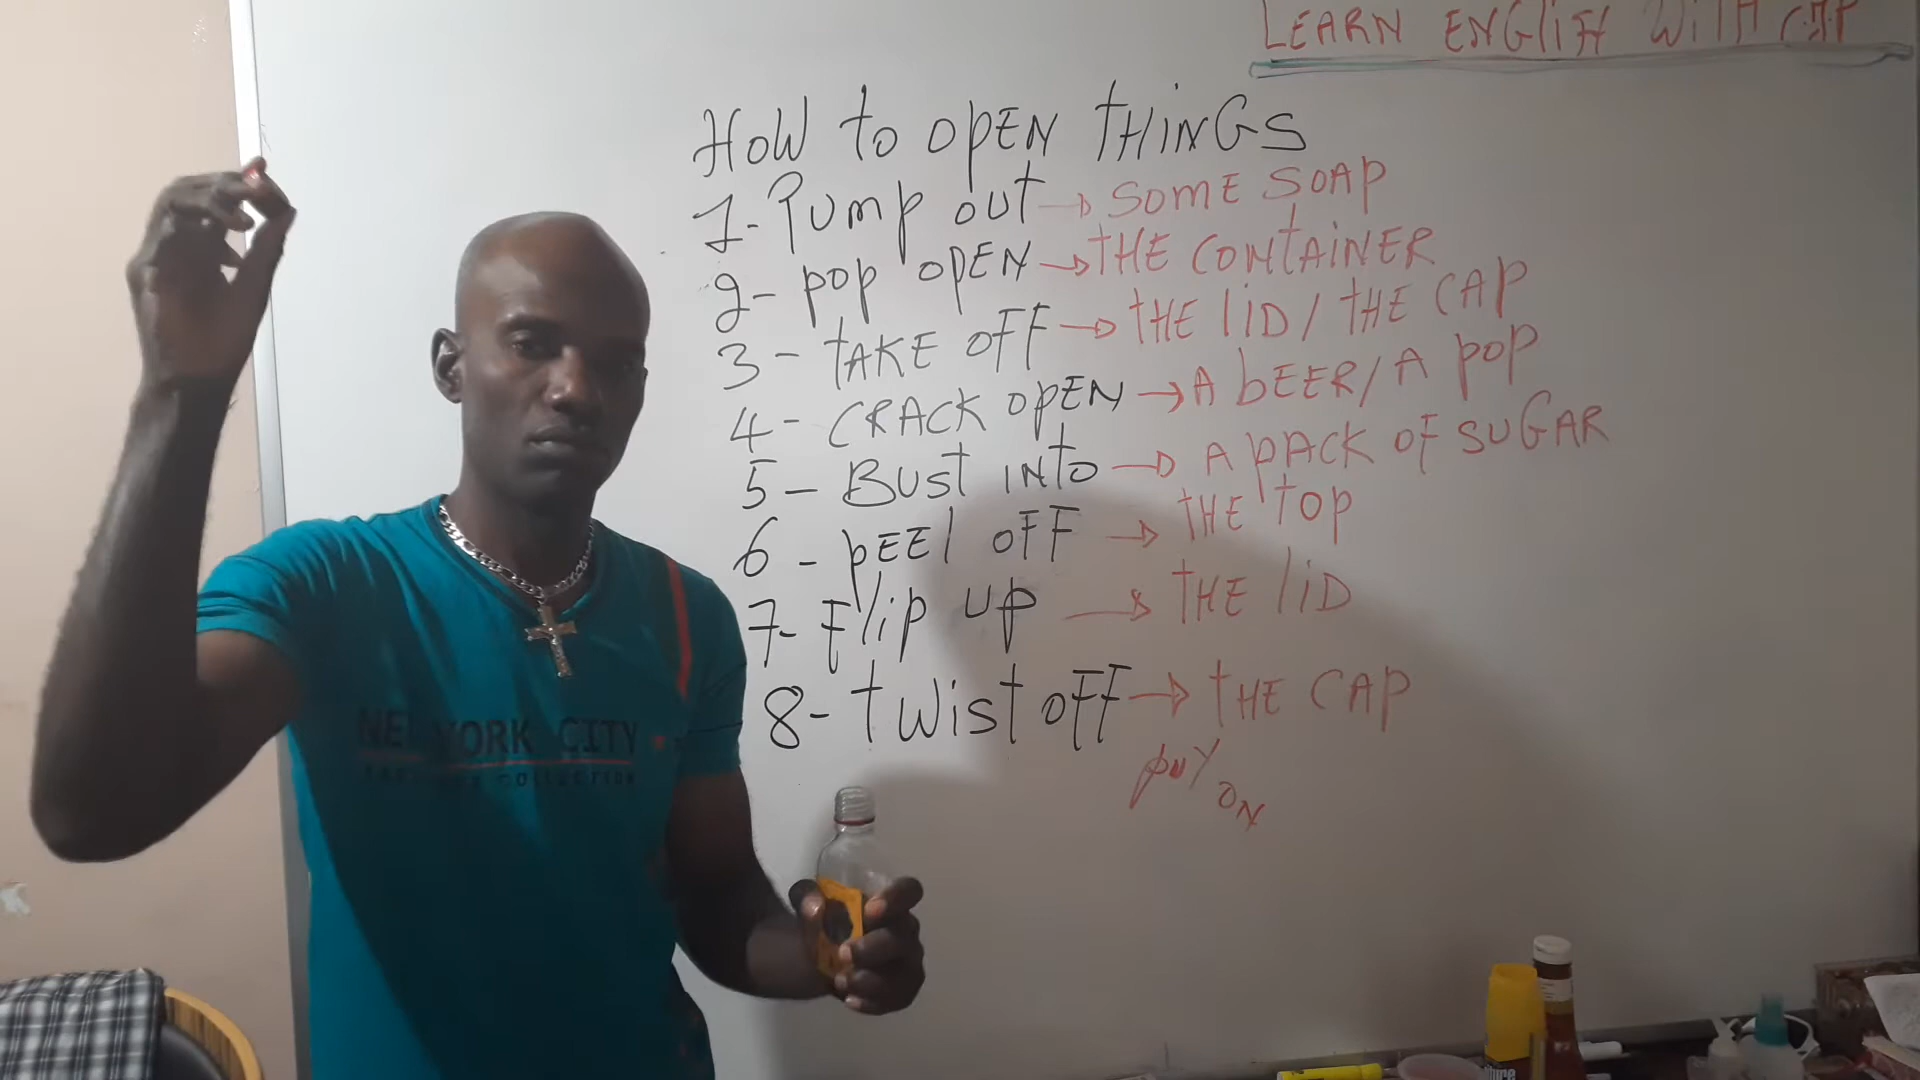 LEARN ENGLISH WITH
HOW to OPEN THINGS
1- Pump out → SOME SOAP
2- pop OPEN → THE CONTAINER
3- TAKE OFF → THE LID / THE CAP
4- CRACK OPEN → A BEER / A POP
5- BUST INTO → A PACK OF SUGAR
6- PEEL OFF → THE TOP
7- Flip UP → THE LID
8- TWIST OFF → THE CAP
ON
NEW YORK CITY